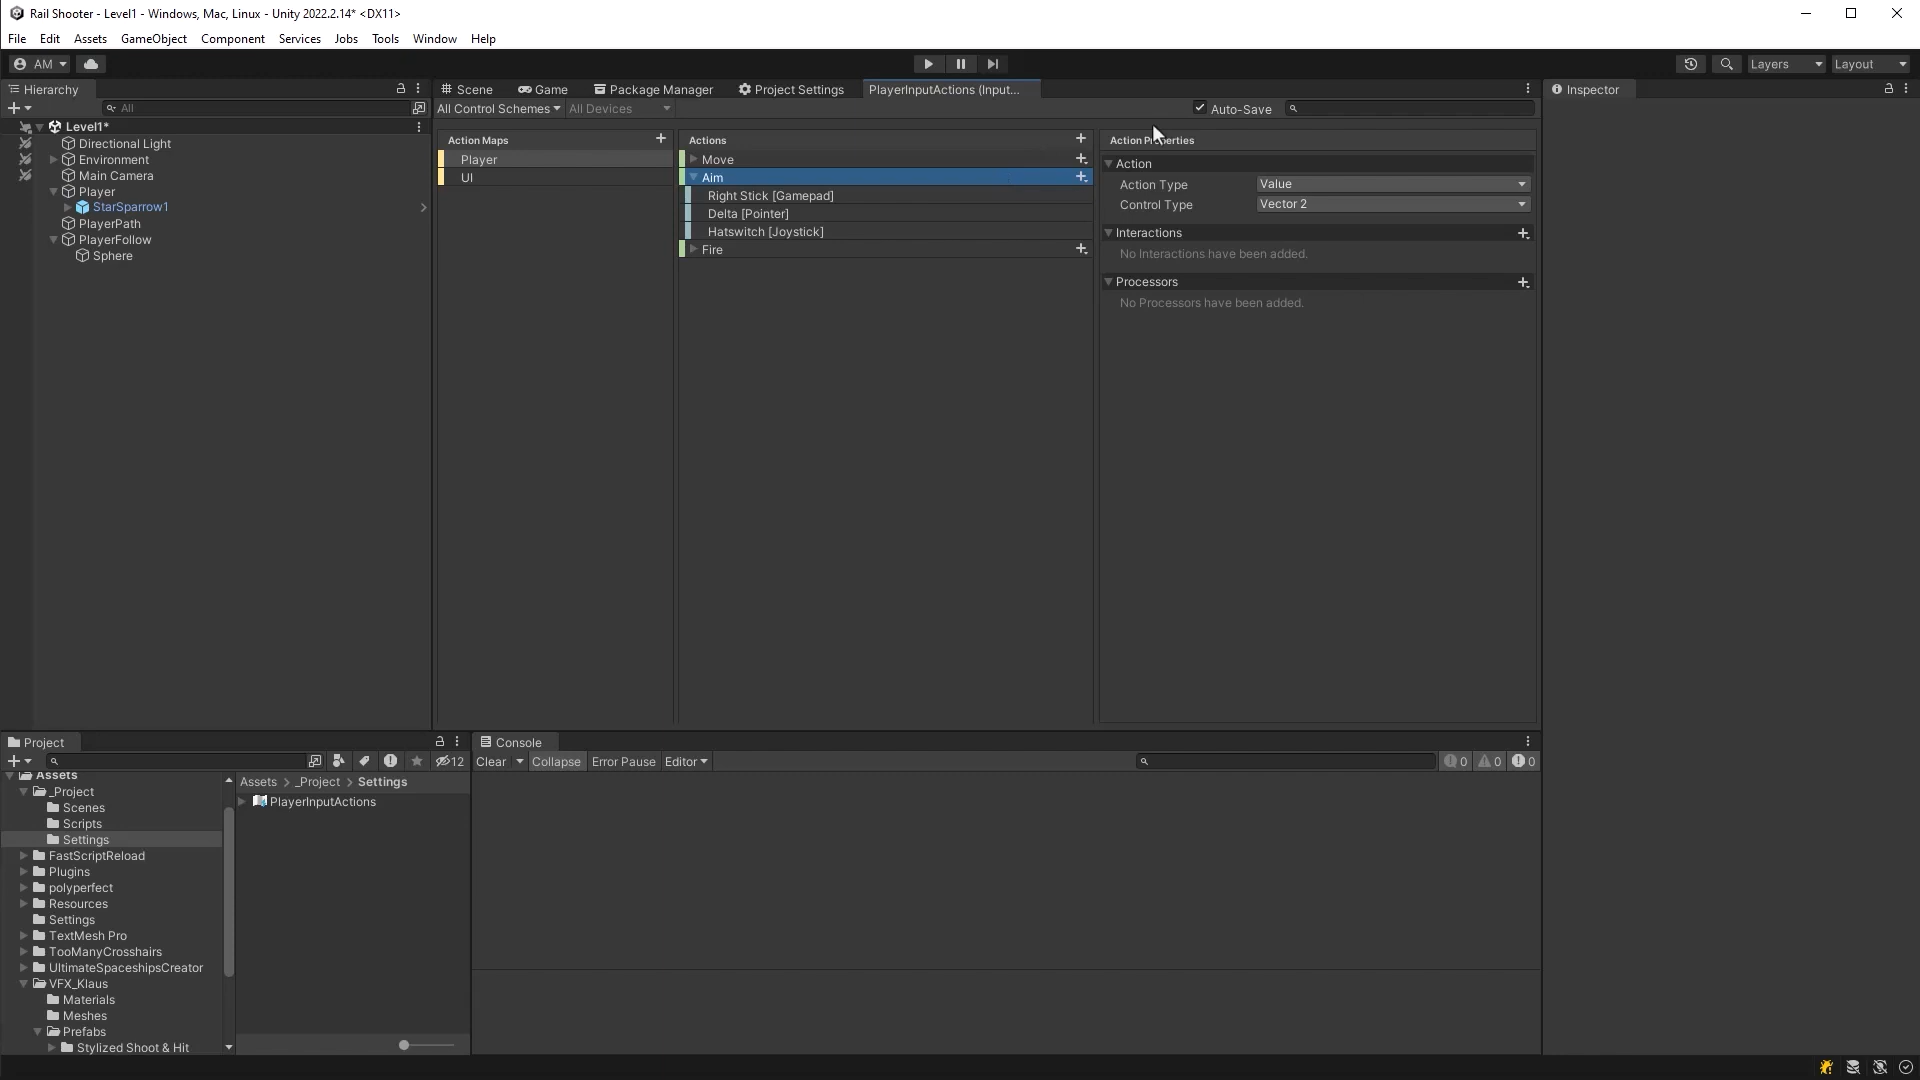 Rail Shooter - Level1 - Windows, Mac, Linux - Unity 2022.2.14* <DX11>
File Edit Assets GameObject Component Services Jobs Tools Window Help
AM
Layers Layout
Hierarchy
Scene Game Package Manager Project Settings PlayerInputActions (Input...
Inspector
All
All Control Schemes All Devices Auto-Save
Level1*
Directional Light
Environment
Main Camera
Player
StarSparrow1
PlayerPath
PlayerFollow
Sphere
Action Maps
Player
UI
Actions
Move
Aim
Right Stick [Gamepad]
Delta [Pointer]
Hatswitch [Joystick]
Fire
Action Properties
Action
Action Type Value
Control Type Vector 2
Interactions
No Interactions have been added.
Processors
No Processors have been added.
Project
12
Assets
_Project
Scenes
Scripts
Settings
FastScriptReload
Plugins
polyperfect
Resources
Settings
TextMesh Pro
TooManyCrosshairs
UltimateSpaceshipsCreator
VFX_Klaus
Materials
Meshes
Prefabs
Stylized Shoot & Hit
Assets > _Project > Settings
PlayerInputActions
Console
Clear Collapse Error Pause Editor
0 0 0